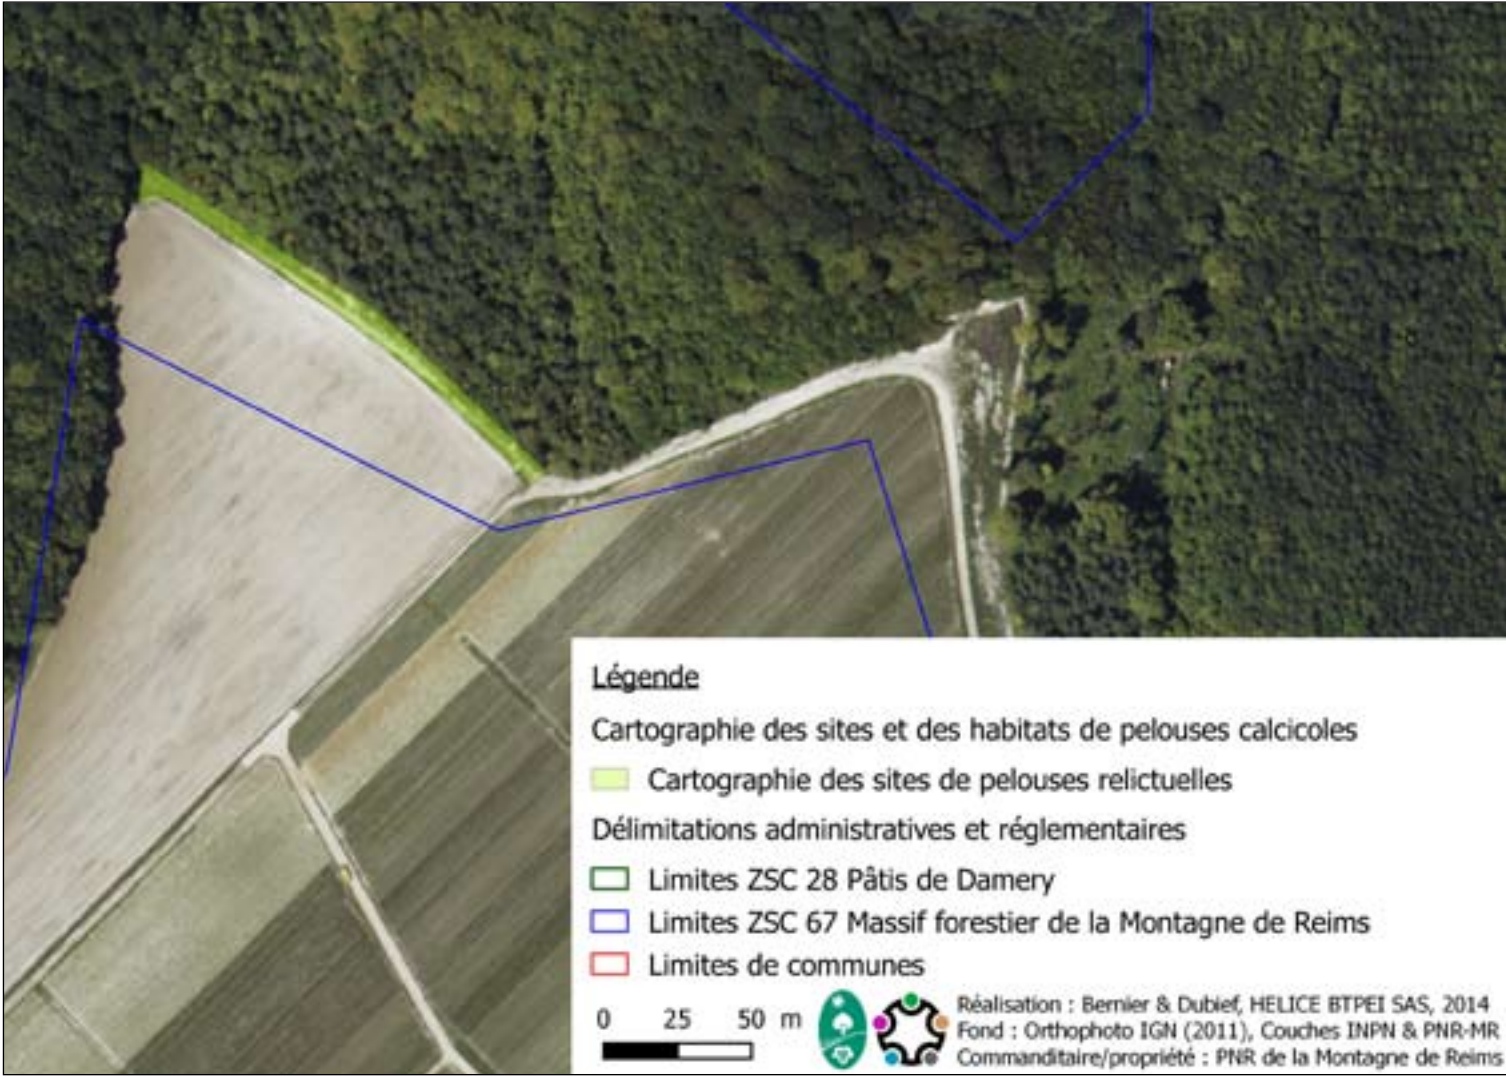 Légende
Cartographie des sites et des habitats de pelouses calcicoles
Cartographie des sites de pelouses relictuelles
Délimitations administratives et réglementaires
Limites ZSC 28 Pâtis de Damery
Limites ZSC 67 Massif forestier de la Montagne de Reims
Limites de communes
0 25 50 m
Réalisation : Bernier & Dubief, HELICE BTPEI SAS, 2014
Fond : Orthophoto IGN (2011), Couches INPN & PNR-MR
Commanditaire/propriété : PNR de la Montagne de Reims